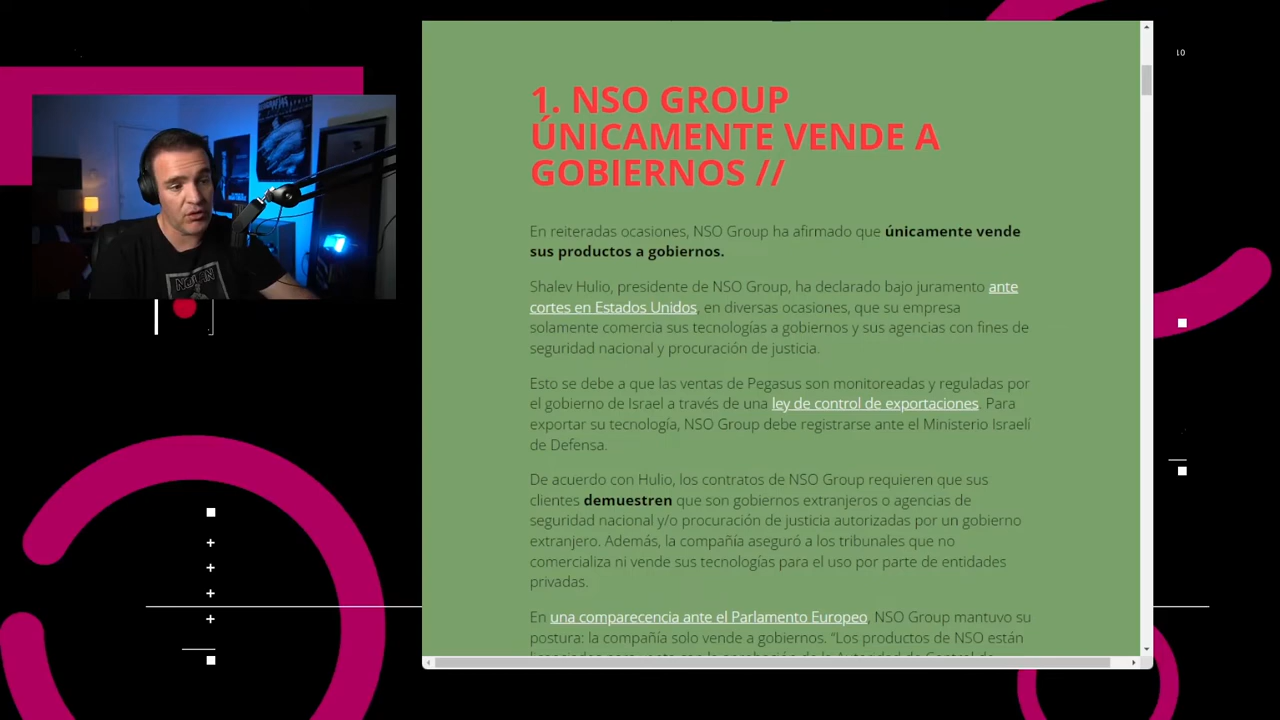 01
1. NSO GROUP
ÚNICAMENTE VENDE A
GOBIERNOS //
En reiteradas ocasiones, NSO Group ha afirmado que únicamente vende
sus productos a gobiernos.
Shalev Hulio, presidente de NSO Group, ha declarado bajo juramento ante
cortes en Estados Unidos, en diversas ocasiones, que su empresa
solamente comercia sus tecnologías a gobiernos y sus agencias con fines de
seguridad nacional y procuración de justicia.
Esto se debe a que las ventas de Pegasus son monitoreadas y reguladas por
el gobierno de Israel a través de una ley de control de exportaciones. Para
exportar su tecnología, NSO Group debe registrarse ante el Ministerio Israelí
de Defensa.
De acuerdo con Hulio, los contratos de NSO Group requieren que sus
clientes demuestren que son gobiernos extranjeros o agencias de
seguridad nacional y/o procuración de justicia autorizadas por un gobierno
extranjero. Además, la compañía aseguró a los tribunales que no
comercializa ni vende sus tecnologías para el uso por parte de entidades
privadas.
En una comparecencia ante el Parlamento Europeo, NSO Group mantuvo su
postura: la compañía solo vende a gobiernos. “Los productos de NSO están